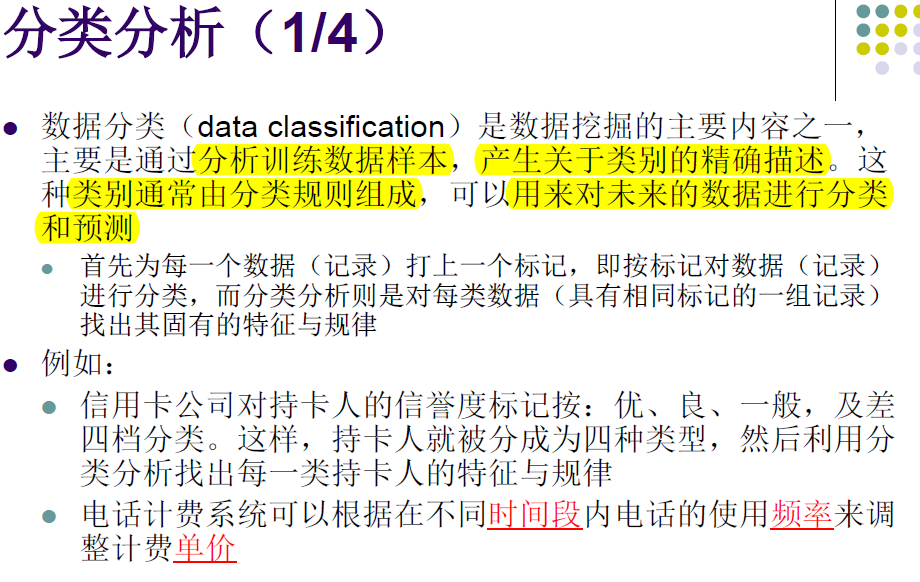 分类分析（1/4）
数据分类（data classification）是数据挖掘的主要内容之一，
主要是通过分析训练数据样本，产生关于类别的精确描述。这
种类别通常由分类规则组成，可以用来对未来的数据进行分类
和预测
首先为每一个数据（记录）打上一个标记，即按标记对数据（记录）
进行分类，而分类分析则是对每类数据（具有相同标记的一组记录）
找出其固有的特征与规律
例如：
信用卡公司对持卡人的信誉度标记按：优、良、一般，及差
四档分类。这样，持卡人就被分成为四种类型，然后利用分
类分析找出每一类持卡人的特征与规律
电话计费系统可以根据在不同时间段内电话的使用频率来调
整计费单价